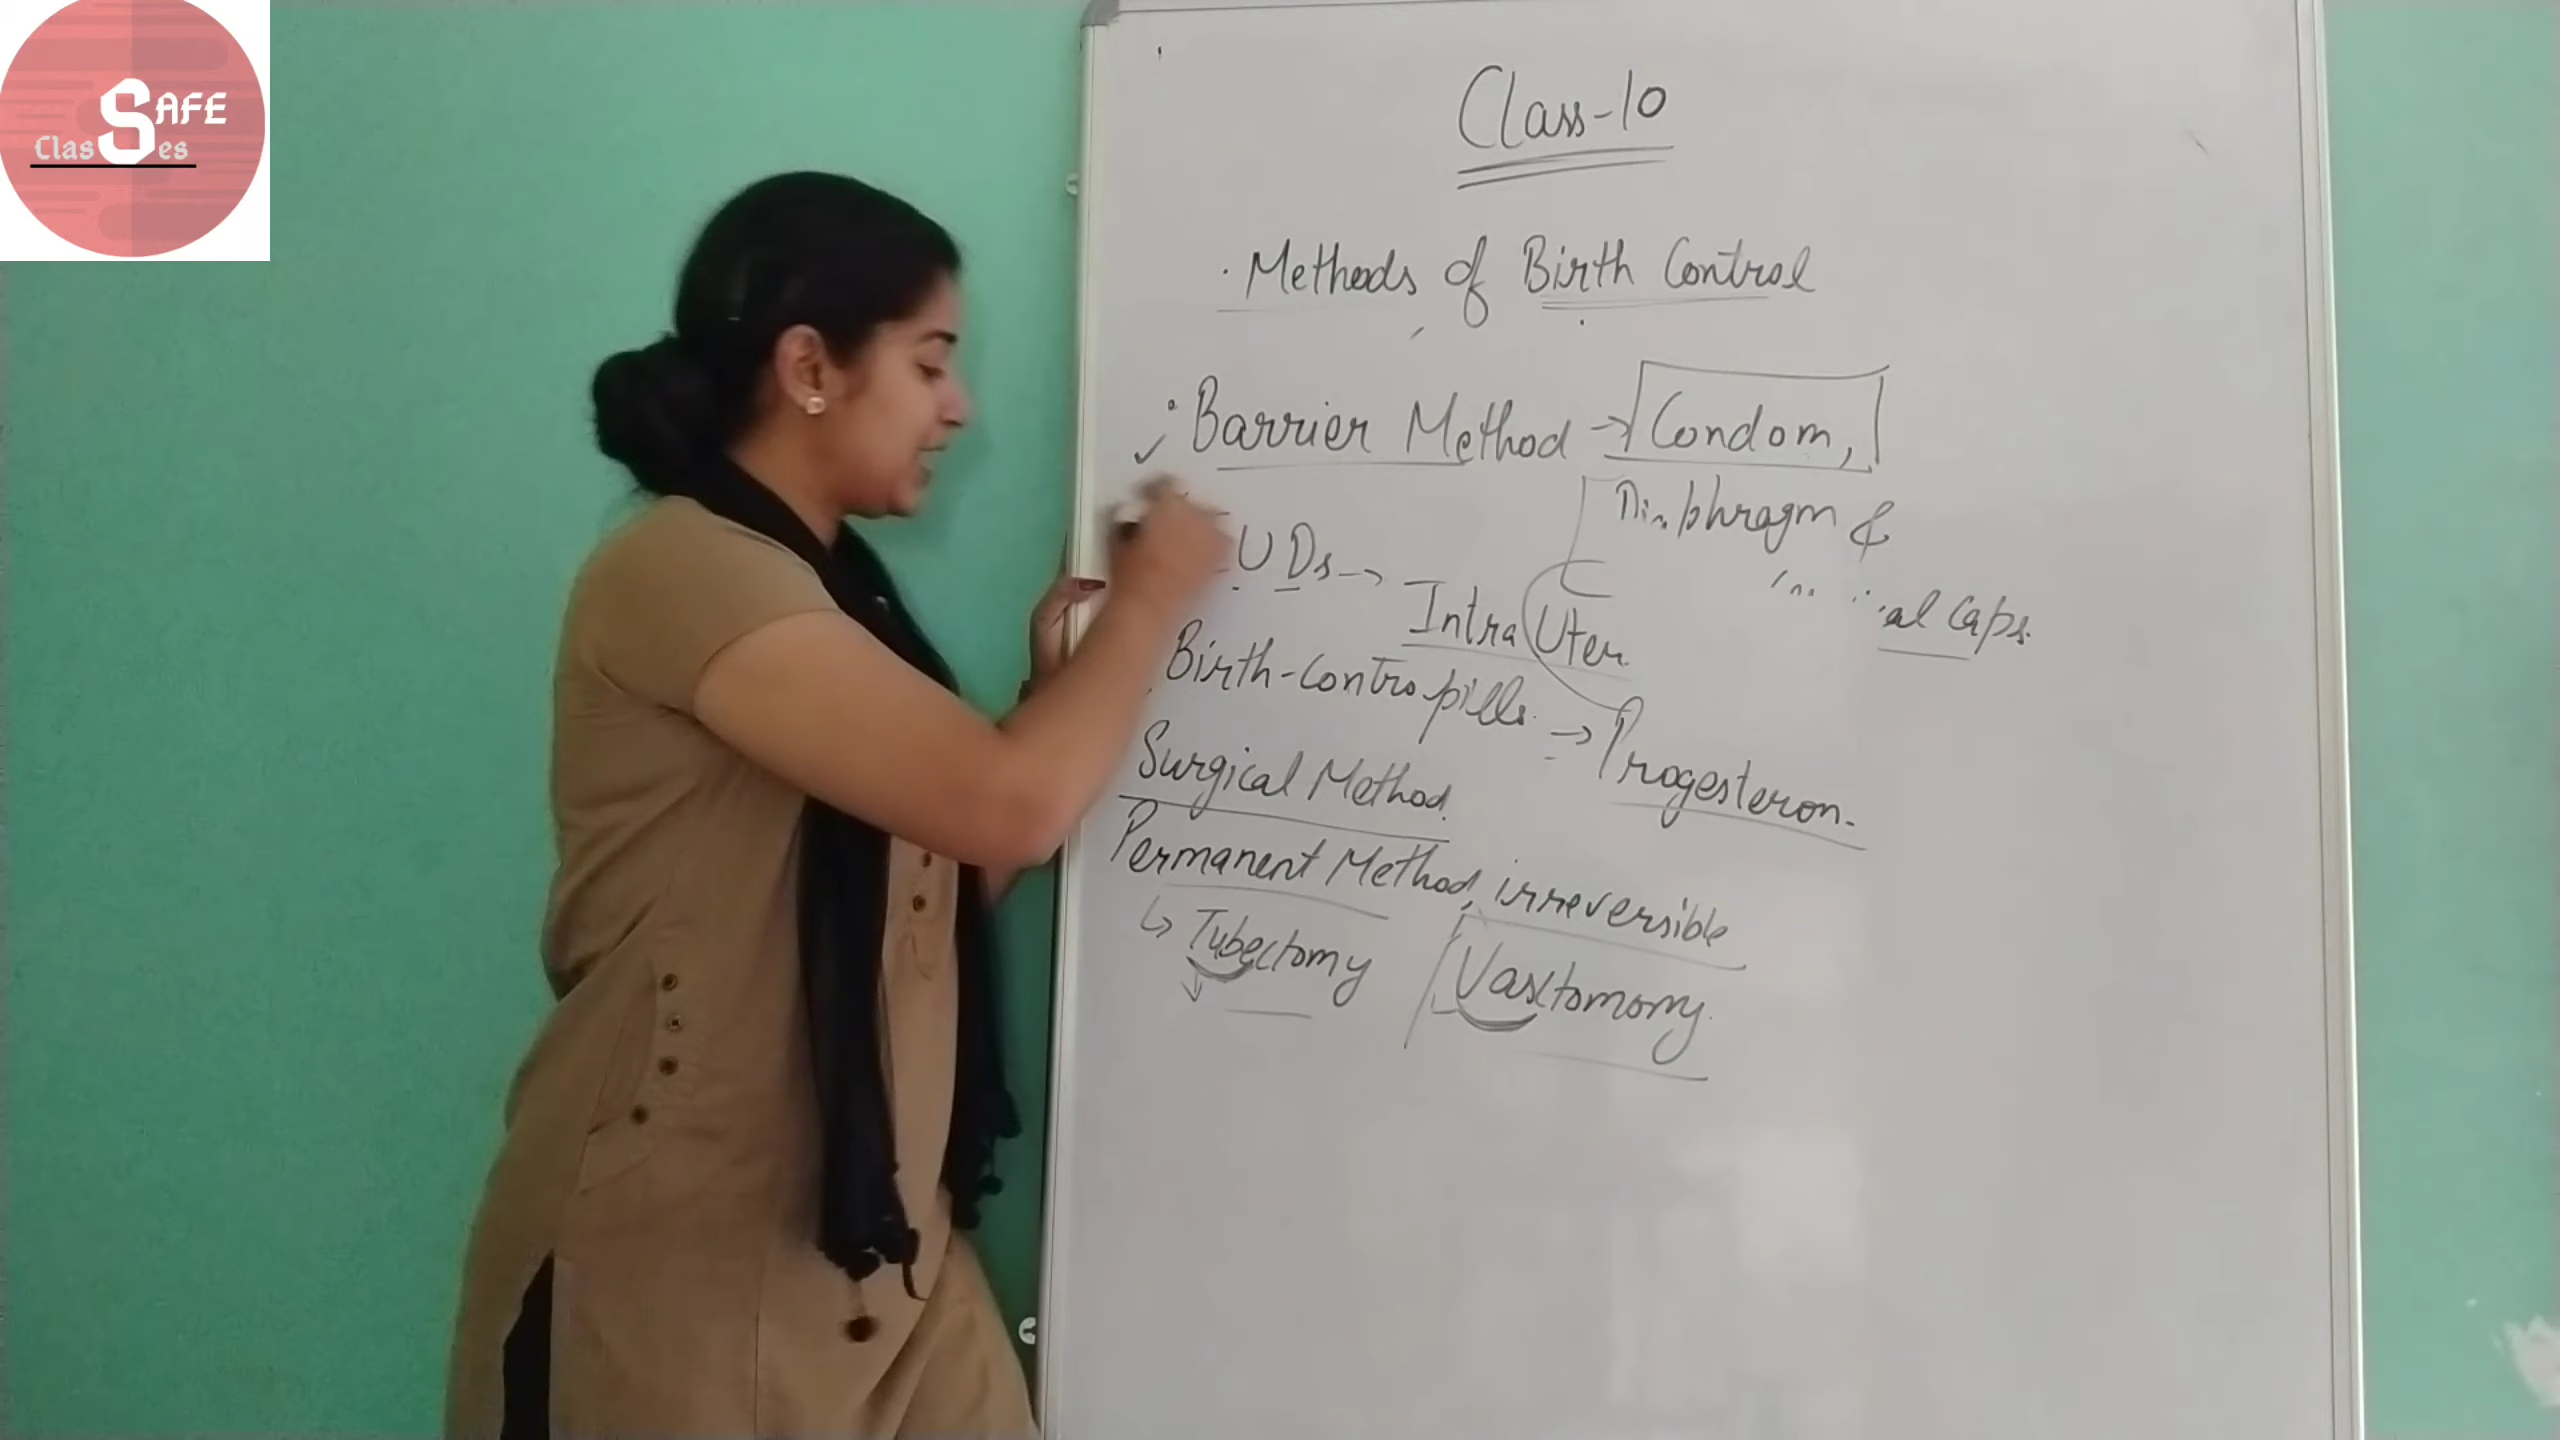 SAFE
Classes
Class-10
. Methods of Birth Control
Barrier Method → Condom,
Diaphragm &
al Caps.
UDs → Intra Uter
Birth-Contro pills. → Progesteron
Surgical Method.
Permanent Method, irreversible
↳ Tubectomy Vasctomomy.